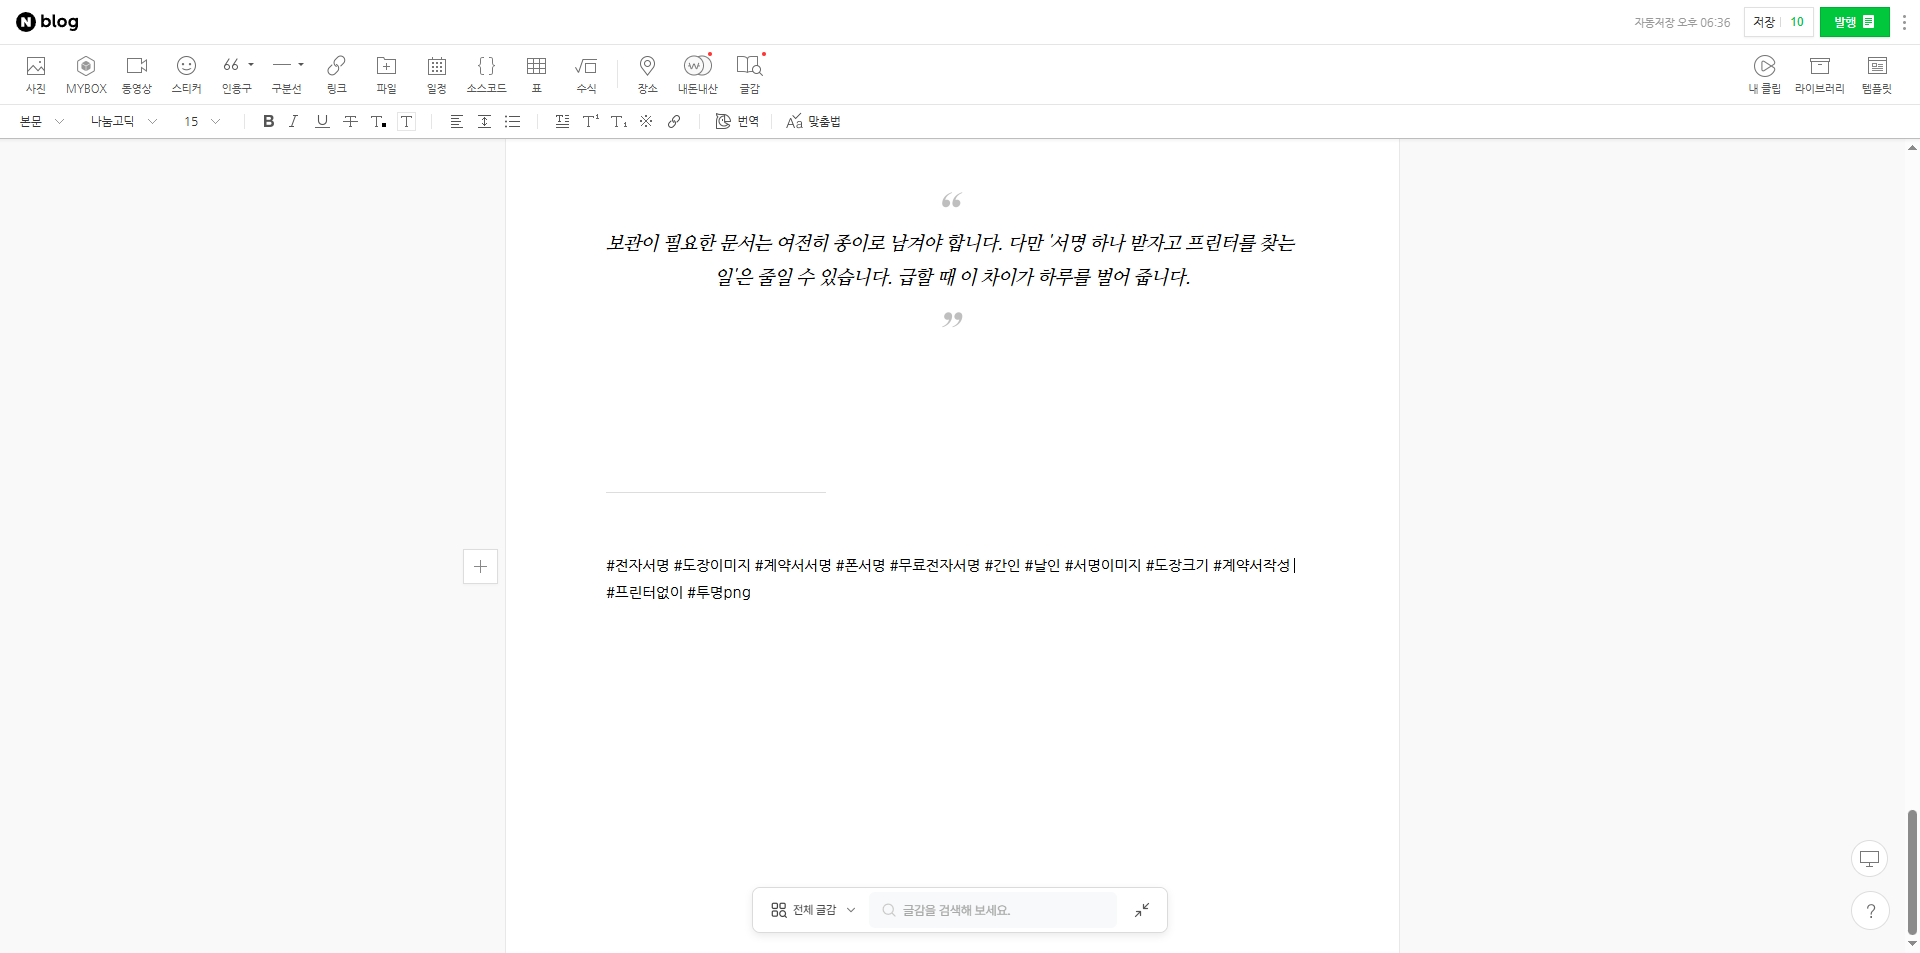 blog
자동저장 오후 06:36
저장 10
발행
사진 MYBOX 동영상 스티커 인용구 구분선 링크 파일 일정 소스코드 표 수식 장소 내돈내산 글감 내 클립 라이브러리 템플릿
본문 나눔고딕 15 번역 맞춤법
보관이 필요한 문서는 여전히 종이로 남겨야 합니다. 다만 '서명 하나 받자고 프린터를 찾는
일'은 줄일 수 있습니다. 급할 때 이 차이가 하루를 벌어 줍니다.
#전자서명 #도장이미지 #계약서서명 #폰서명 #무료전자서명 #간인 #날인 #서명이미지 #도장크기 #계약서작성
#프린터없이 #투명png
전체 글감 글감을 검색해 보세요.